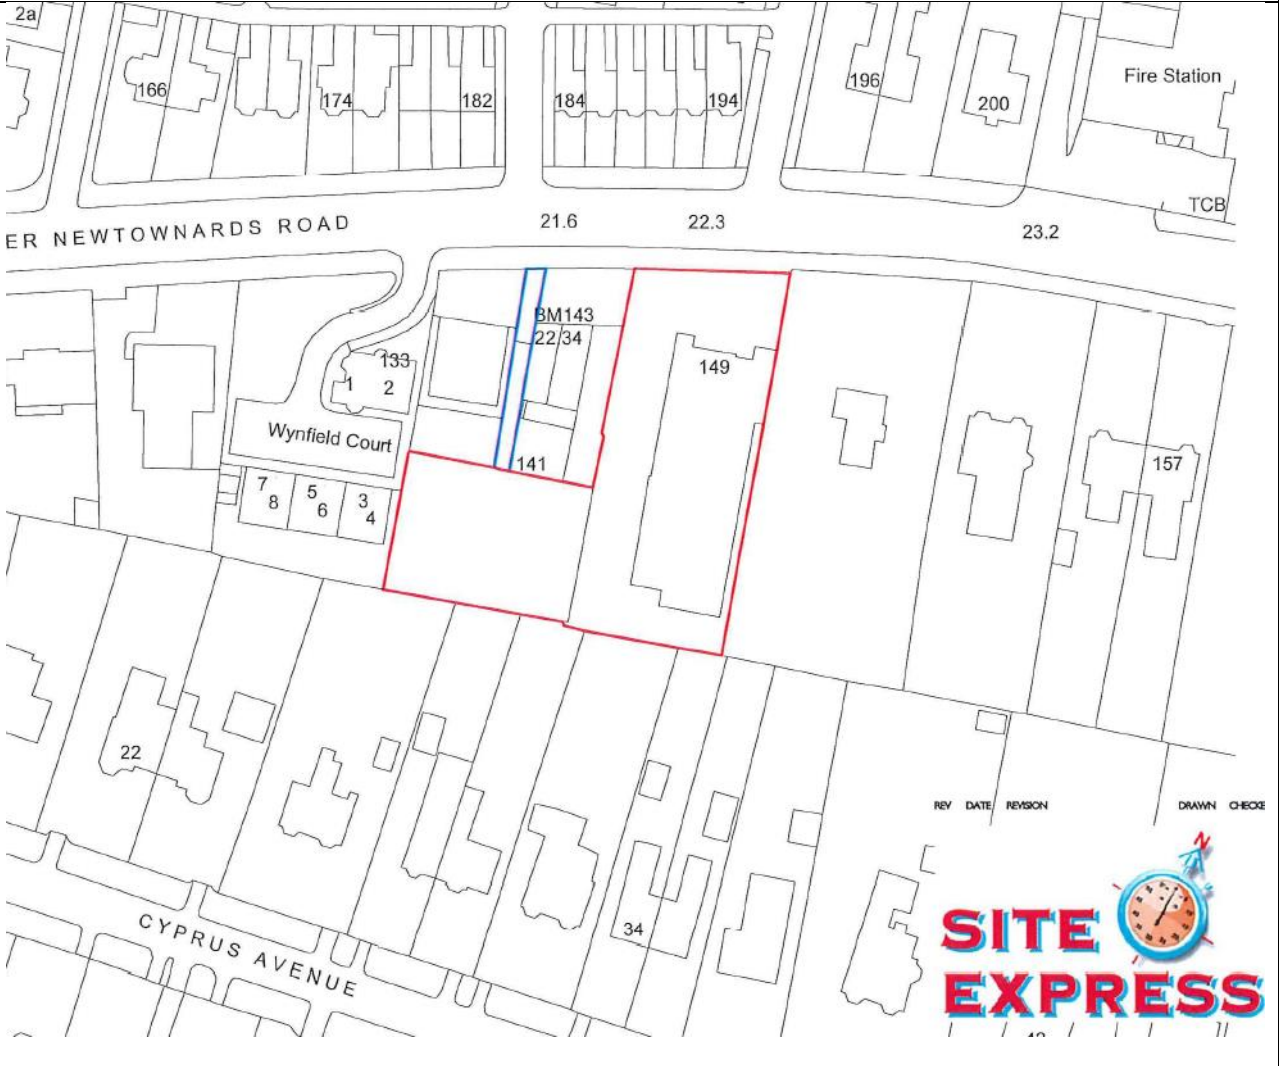 2a
166
174
182
184
194
196
200
Fire Station
TCB
ER NEWTOWNARDS ROAD
21.6
22.3
23.2
BM143
22 34
133
1
2
149
Wynfield Court
141
157
7
8
5
6
3
4
22
34
CYPRUS AVENUE
REV DATE REVISION DRAWN CHECKE
N
SITE
EXPRESS